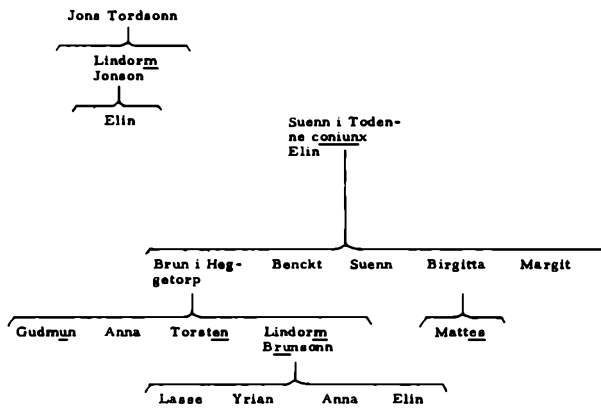 Jons Tordsonn
Lindorm
Jonson
Elin
Suenn i Toden-
ne coniunx
Elin
Brun i Heg-
getorp
Benckt
Suenn
Birgitta
Margit
Gudmun
Anna
Torsten
Lindorm
Brunsonn
Mattes
Lasse
Yrian
Anna
Elin